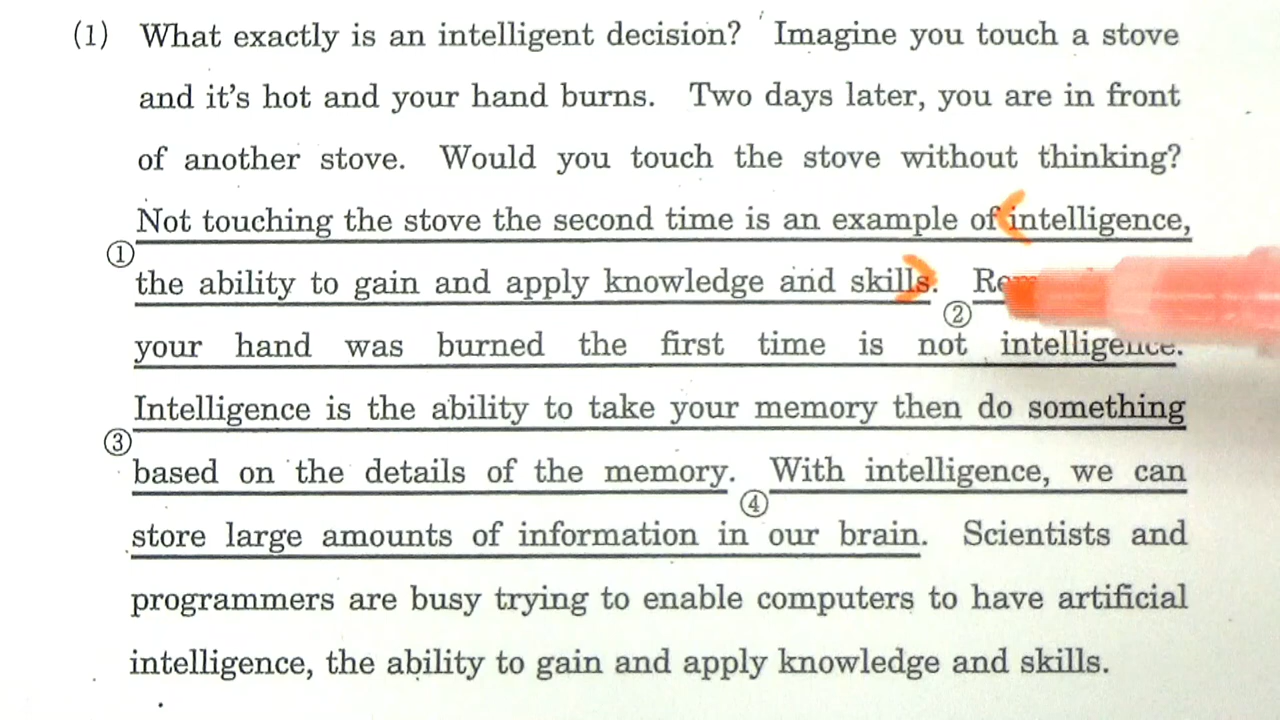 (1) What exactly is an intelligent decision? Imagine you touch a stove
and it's hot and your hand burns. Two days later, you are in front
of another stove. Would you touch the stove without thinking?
Not touching the stove the second time is an example of intelligence,
① the ability to gain and apply knowledge and skills. ②
your hand was burned the first time is not intelligence.
Intelligence is the ability to take your memory then do something
③ based on the details of the memory. ④ With intelligence, we can
store large amounts of information in our brain. Scientists and
programmers are busy trying to enable computers to have artificial
intelligence, the ability to gain and apply knowledge and skills.